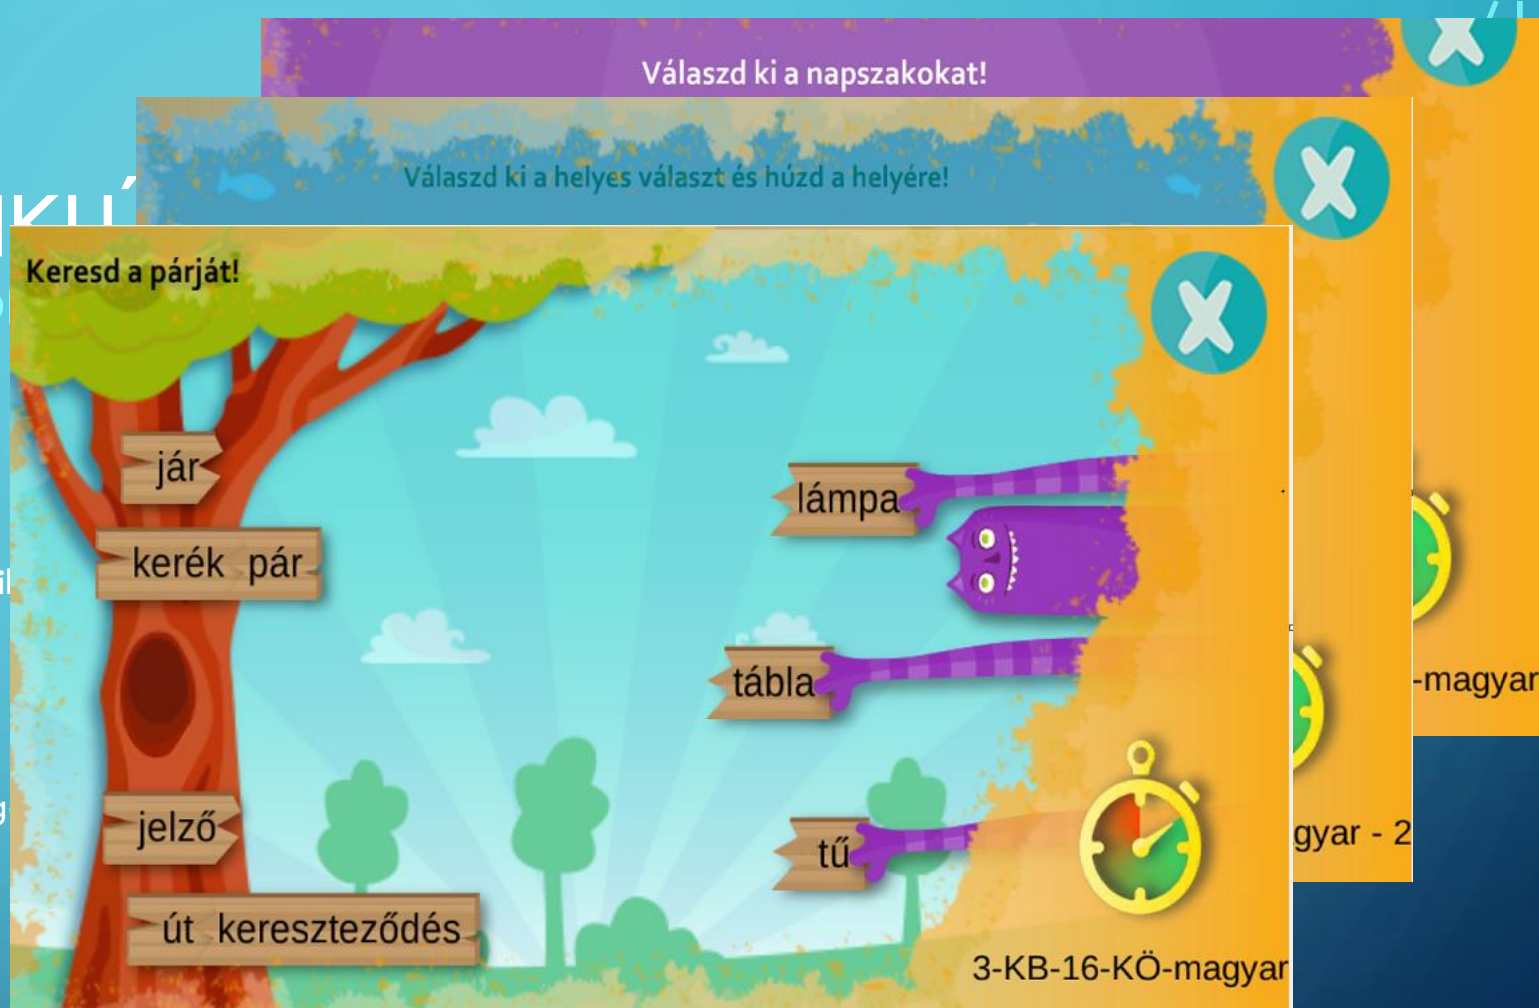 Válaszd ki a napszakokat!
Válaszd ki a helyes választ és húzd a helyére!
Keresd a párját!
jár
lámpa
kerék pár
tábla
-magyar
jelző
gyar - 2
tű
út kereszteződés
3-KB-16-KÖ-magyar